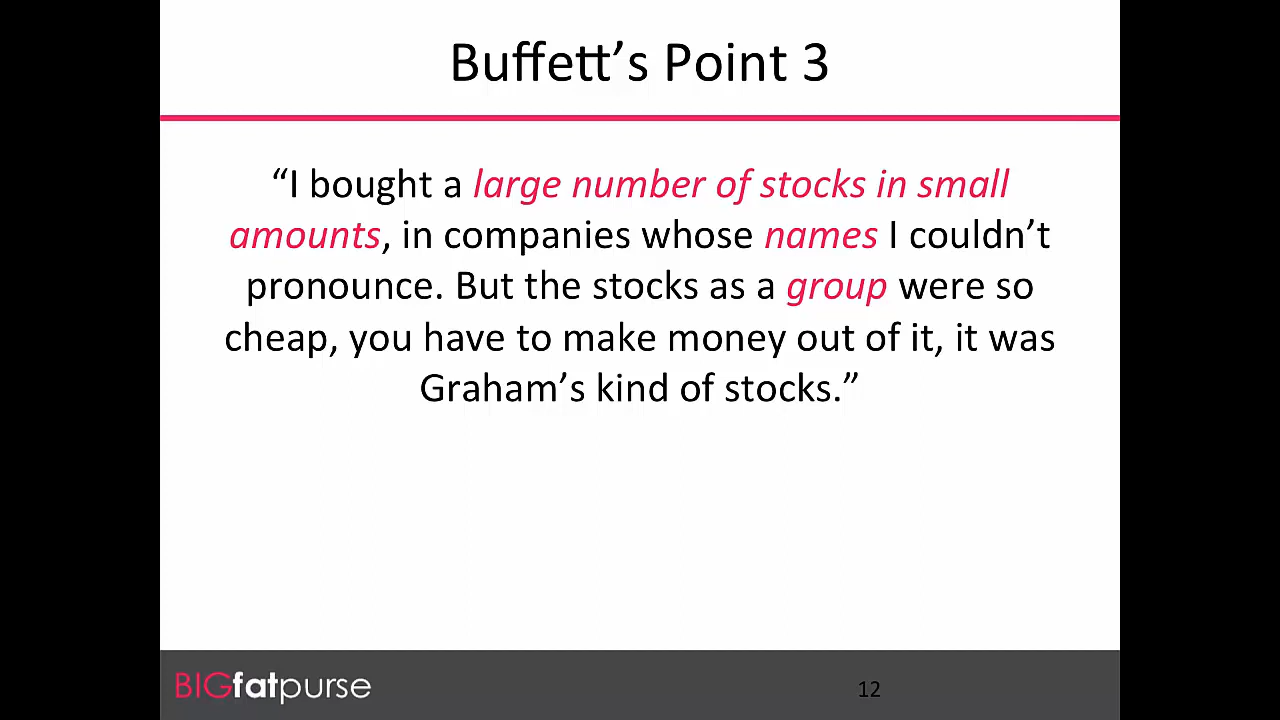 Buffett’s Point 3
“I bought a large number of stocks in small
amounts, in companies whose names I couldn’t
pronounce. But the stocks as a group were so
cheap, you have to make money out of it, it was
Graham’s kind of stocks.”
BIGfatpurse
12